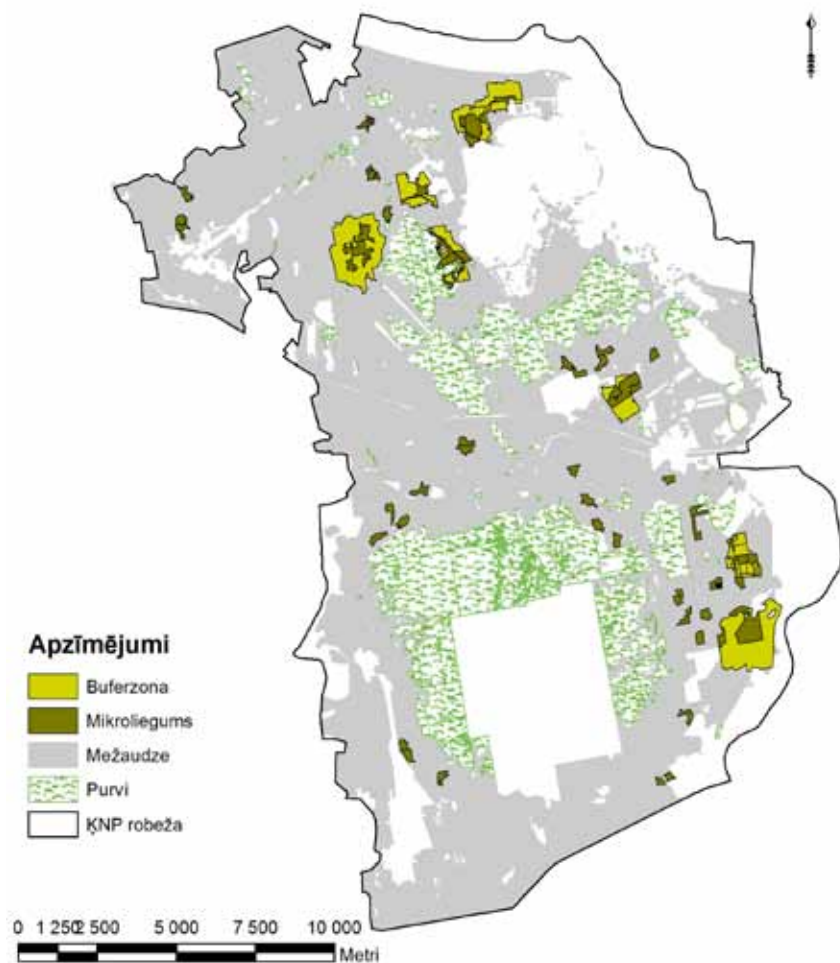 Apzīmējumi
Buferzona
Mikroliegums
Mežaudze
Purvi
ĶNP robeža
0 1 250 2 500 5 000 7 500 10 000
Metri